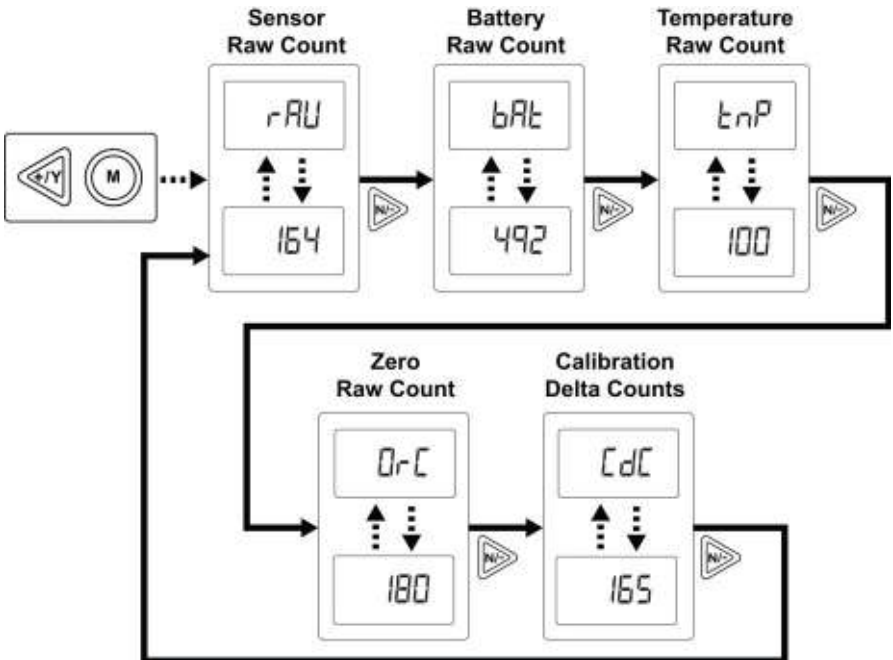 Sensor
Raw Count
Battery
Raw Count
Temperature
Raw Count
rAU
bAt
tnP
+/Y
M
N/-
N/-
N/-
164
492
100
Zero
Raw Count
Calibration
Delta Counts
0rC
CdC
N/-
N/-
180
165